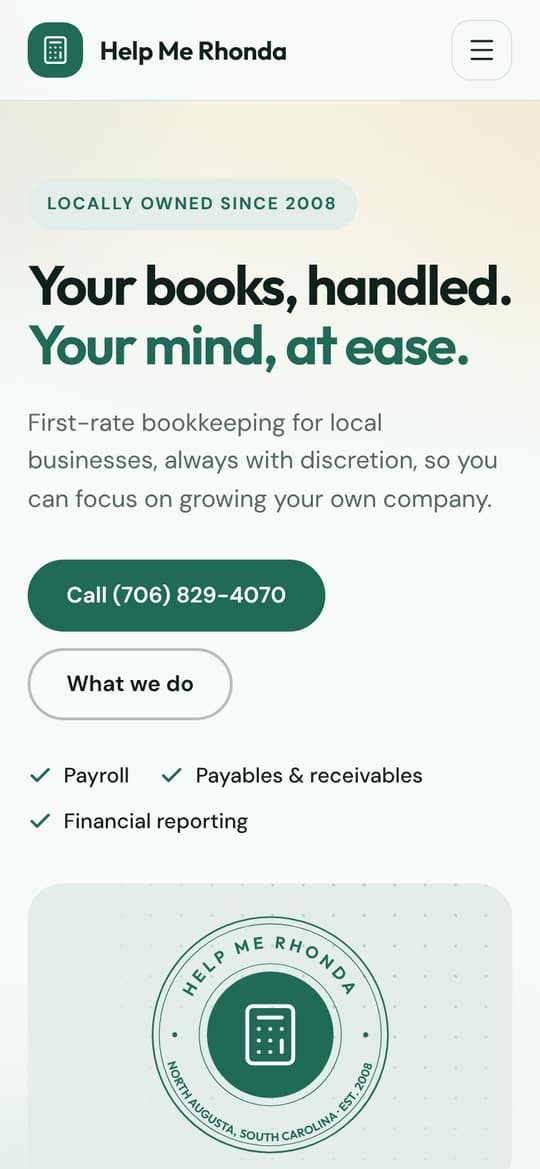 Help Me Rhonda
LOCALLY OWNED SINCE 2008
Your books, handled.
Your mind, at ease.
First-rate bookkeeping for local
businesses, always with discretion, so you
can focus on growing your own company.
Call (706) 829-4070
What we do
Payroll
Payables & receivables
Financial reporting
HELP ME RHONDA
NORTH AUGUSTA, SOUTH CAROLINA · EST. 2008